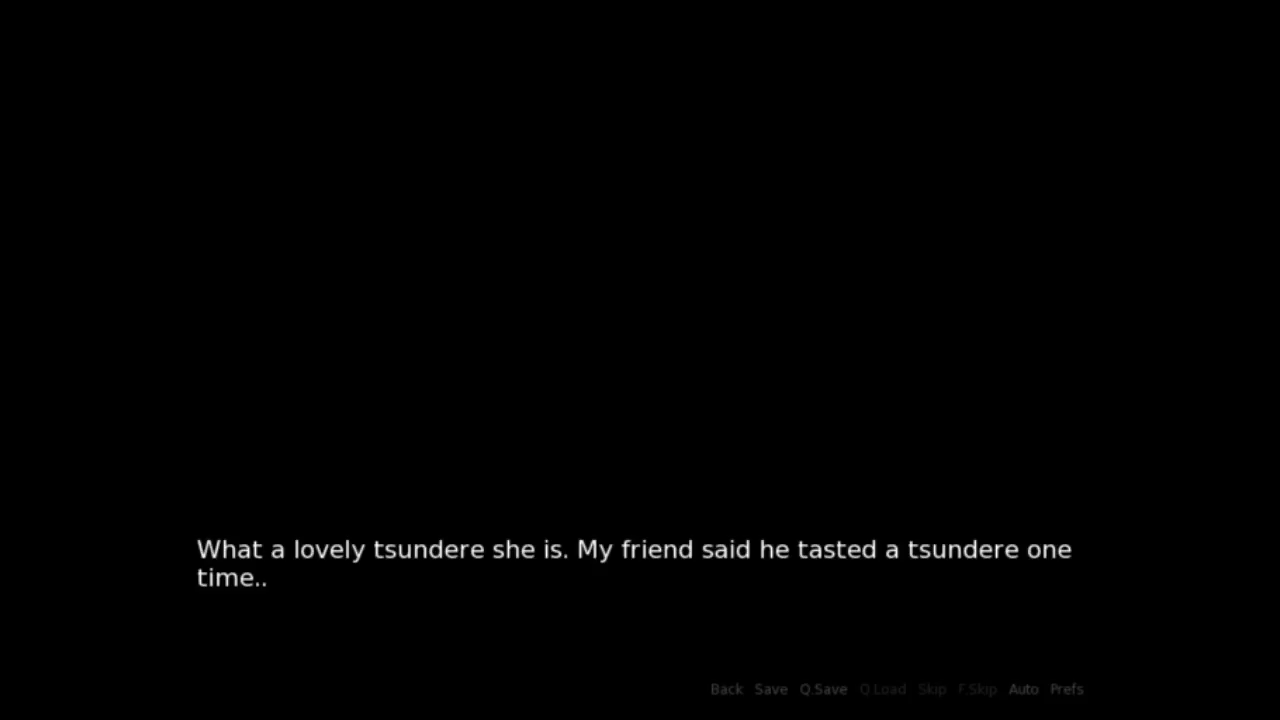 What a lovely tsundere she is. My friend said he tasted a tsundere one
time..
Back Save Q.Save Q.Load Skip F.Skip Auto Prefs